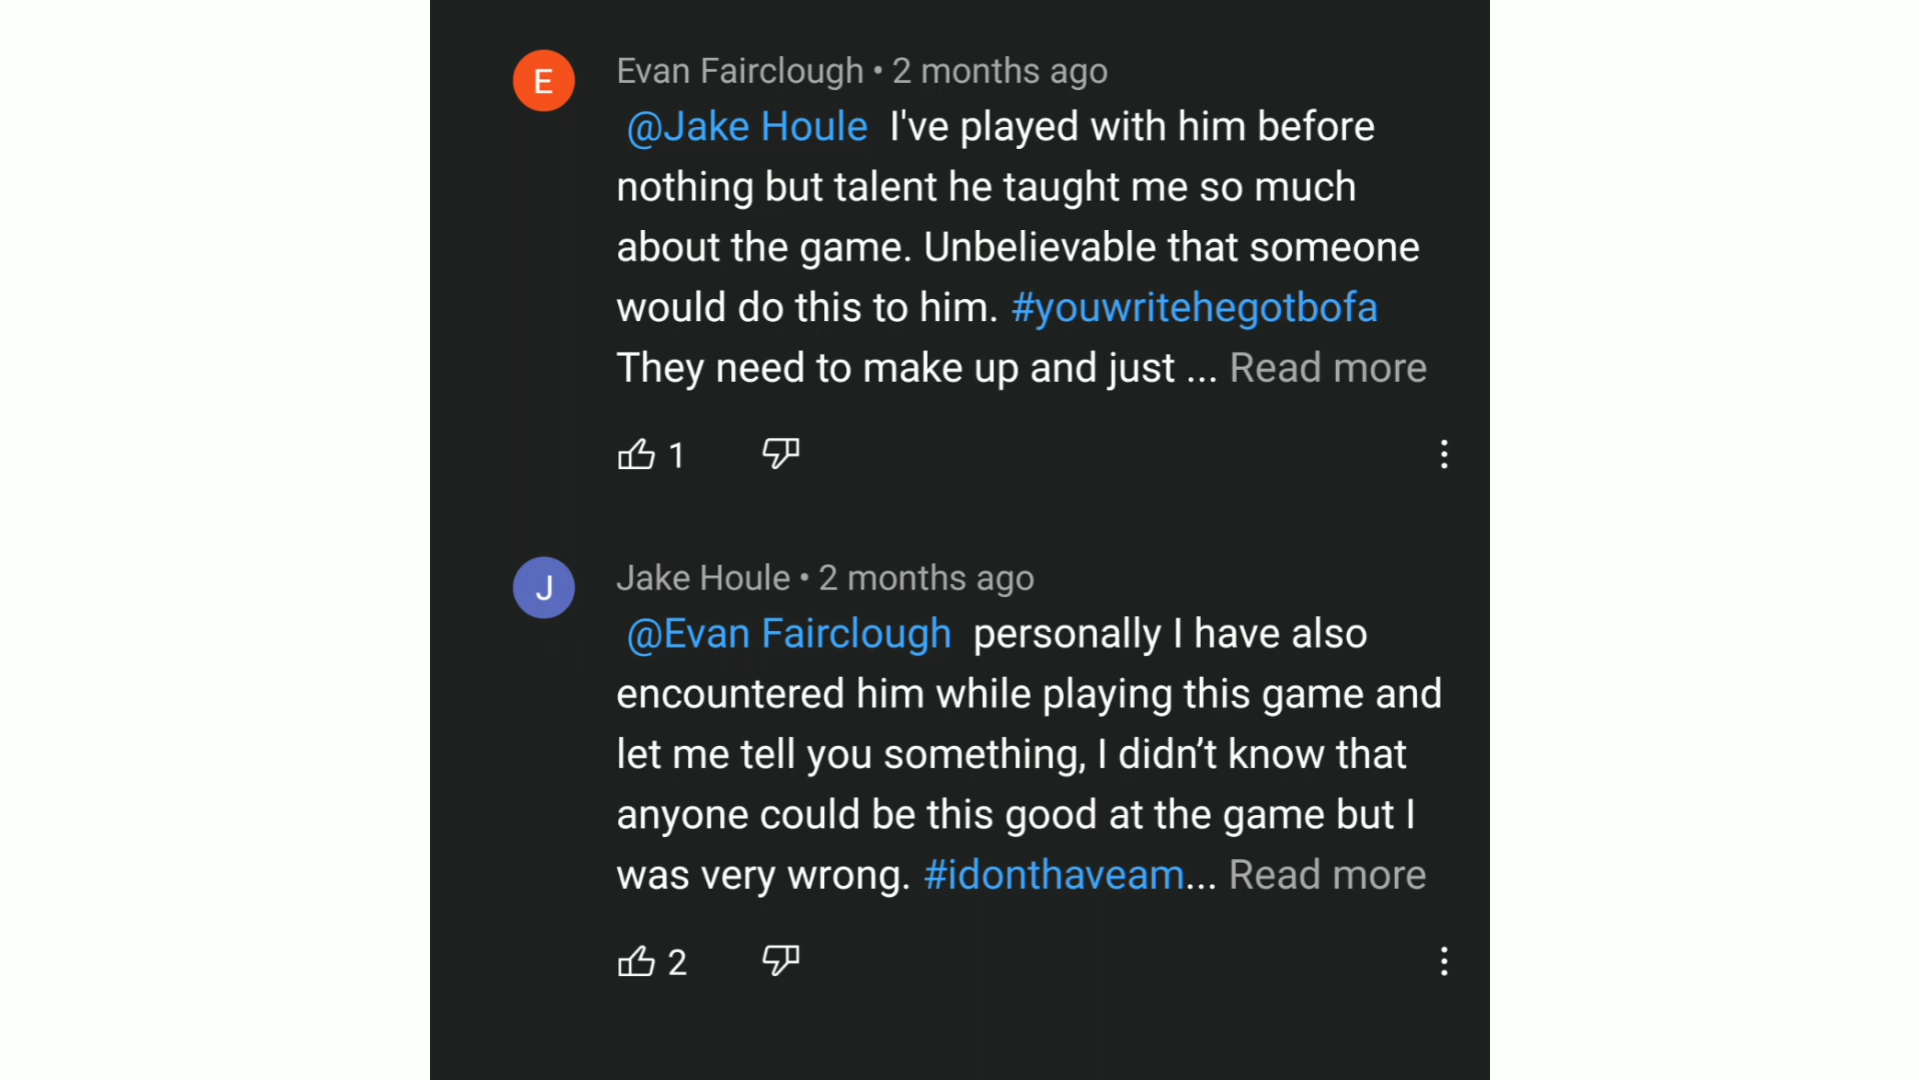 E
Evan Fairclough • 2 months ago
@Jake Houle I've played with him before
nothing but talent he taught me so much
about the game. Unbelievable that someone
would do this to him. #youwritehegotbofa
They need to make up and just ... Read more
1
J
Jake Houle • 2 months ago
@Evan Fairclough personally I have also
encountered him while playing this game and
let me tell you something, I didn’t know that
anyone could be this good at the game but I
was very wrong. #idonthaveam... Read more
2